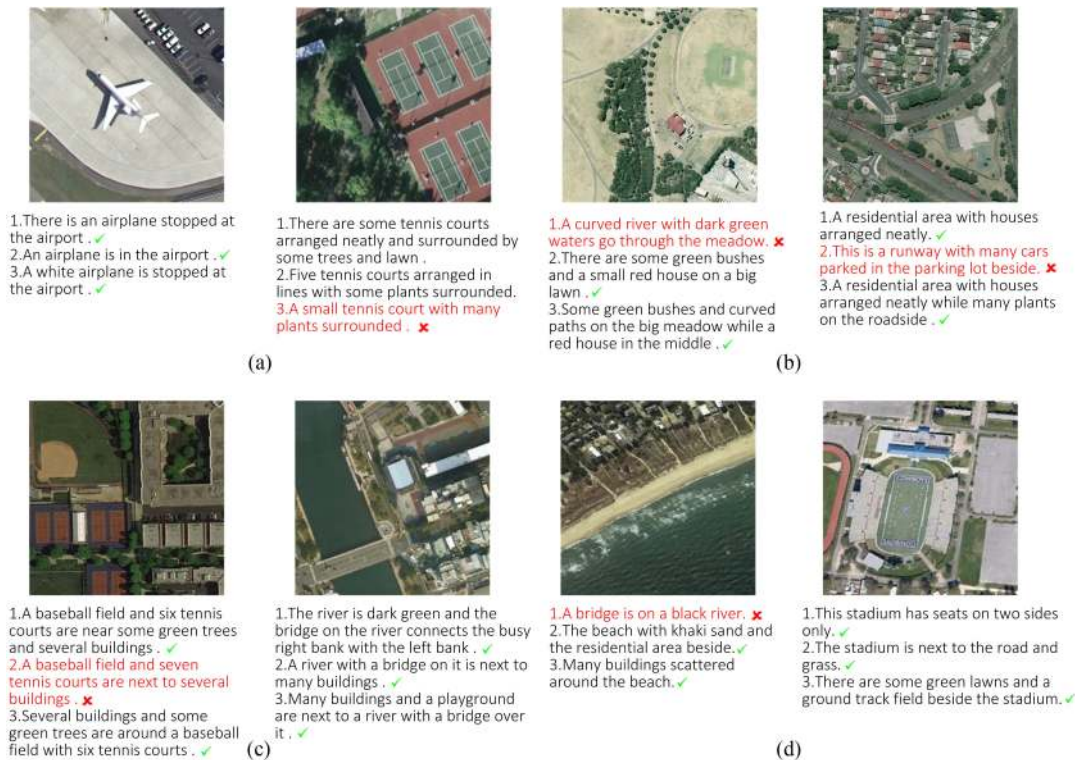 1.There is an airplane stopped at
the airport . ✓
2.An airplane is in the airport . ✓
3.A white airplane is stopped at
the airport . ✓
1.There are some tennis courts
arranged neatly and surrounded by
some trees and lawn .
2.Five tennis courts arranged in
lines with some plants surrounded.
3.A small tennis court with many
plants surrounded . ✘
(a)
1.A curved river with dark green
waters go through the meadow. ✘
2.There are some green bushes
and a small red house on a big
lawn . ✓
3.Some green bushes and curved
paths on the big meadow while a
red house in the middle . ✓
1.A residential area with houses
arranged neatly. ✓
2.This is a runway with many cars
parked in the parking lot beside. ✘
3.A residential area with houses
arranged neatly while many plants
on the roadside . ✓
(b)
1.A baseball field and six tennis
courts are near some green trees
and several buildings . ✓
2.A baseball field and seven
tennis courts are next to several
buildings . ✘
3.Several buildings and some
green trees are around a baseball
field with six tennis courts . ✓
1.The river is dark green and the
bridge on the river connects the busy
right bank with the left bank . ✓
2.A river with a bridge on it is next to
many buildings . ✓
3.Many buildings and a playground
are next to a river with a bridge over
it . ✓
(c)
1.A bridge is on a black river. ✘
2.The beach with khaki sand and
the residential area beside. ✓
3.Many buildings scattered
around the beach. ✓
1.This stadium has seats on two sides
only. ✓
2.The stadium is next to the road and
grass. ✓
3.There are some green lawns and a
ground track field beside the stadium. ✓
(d)